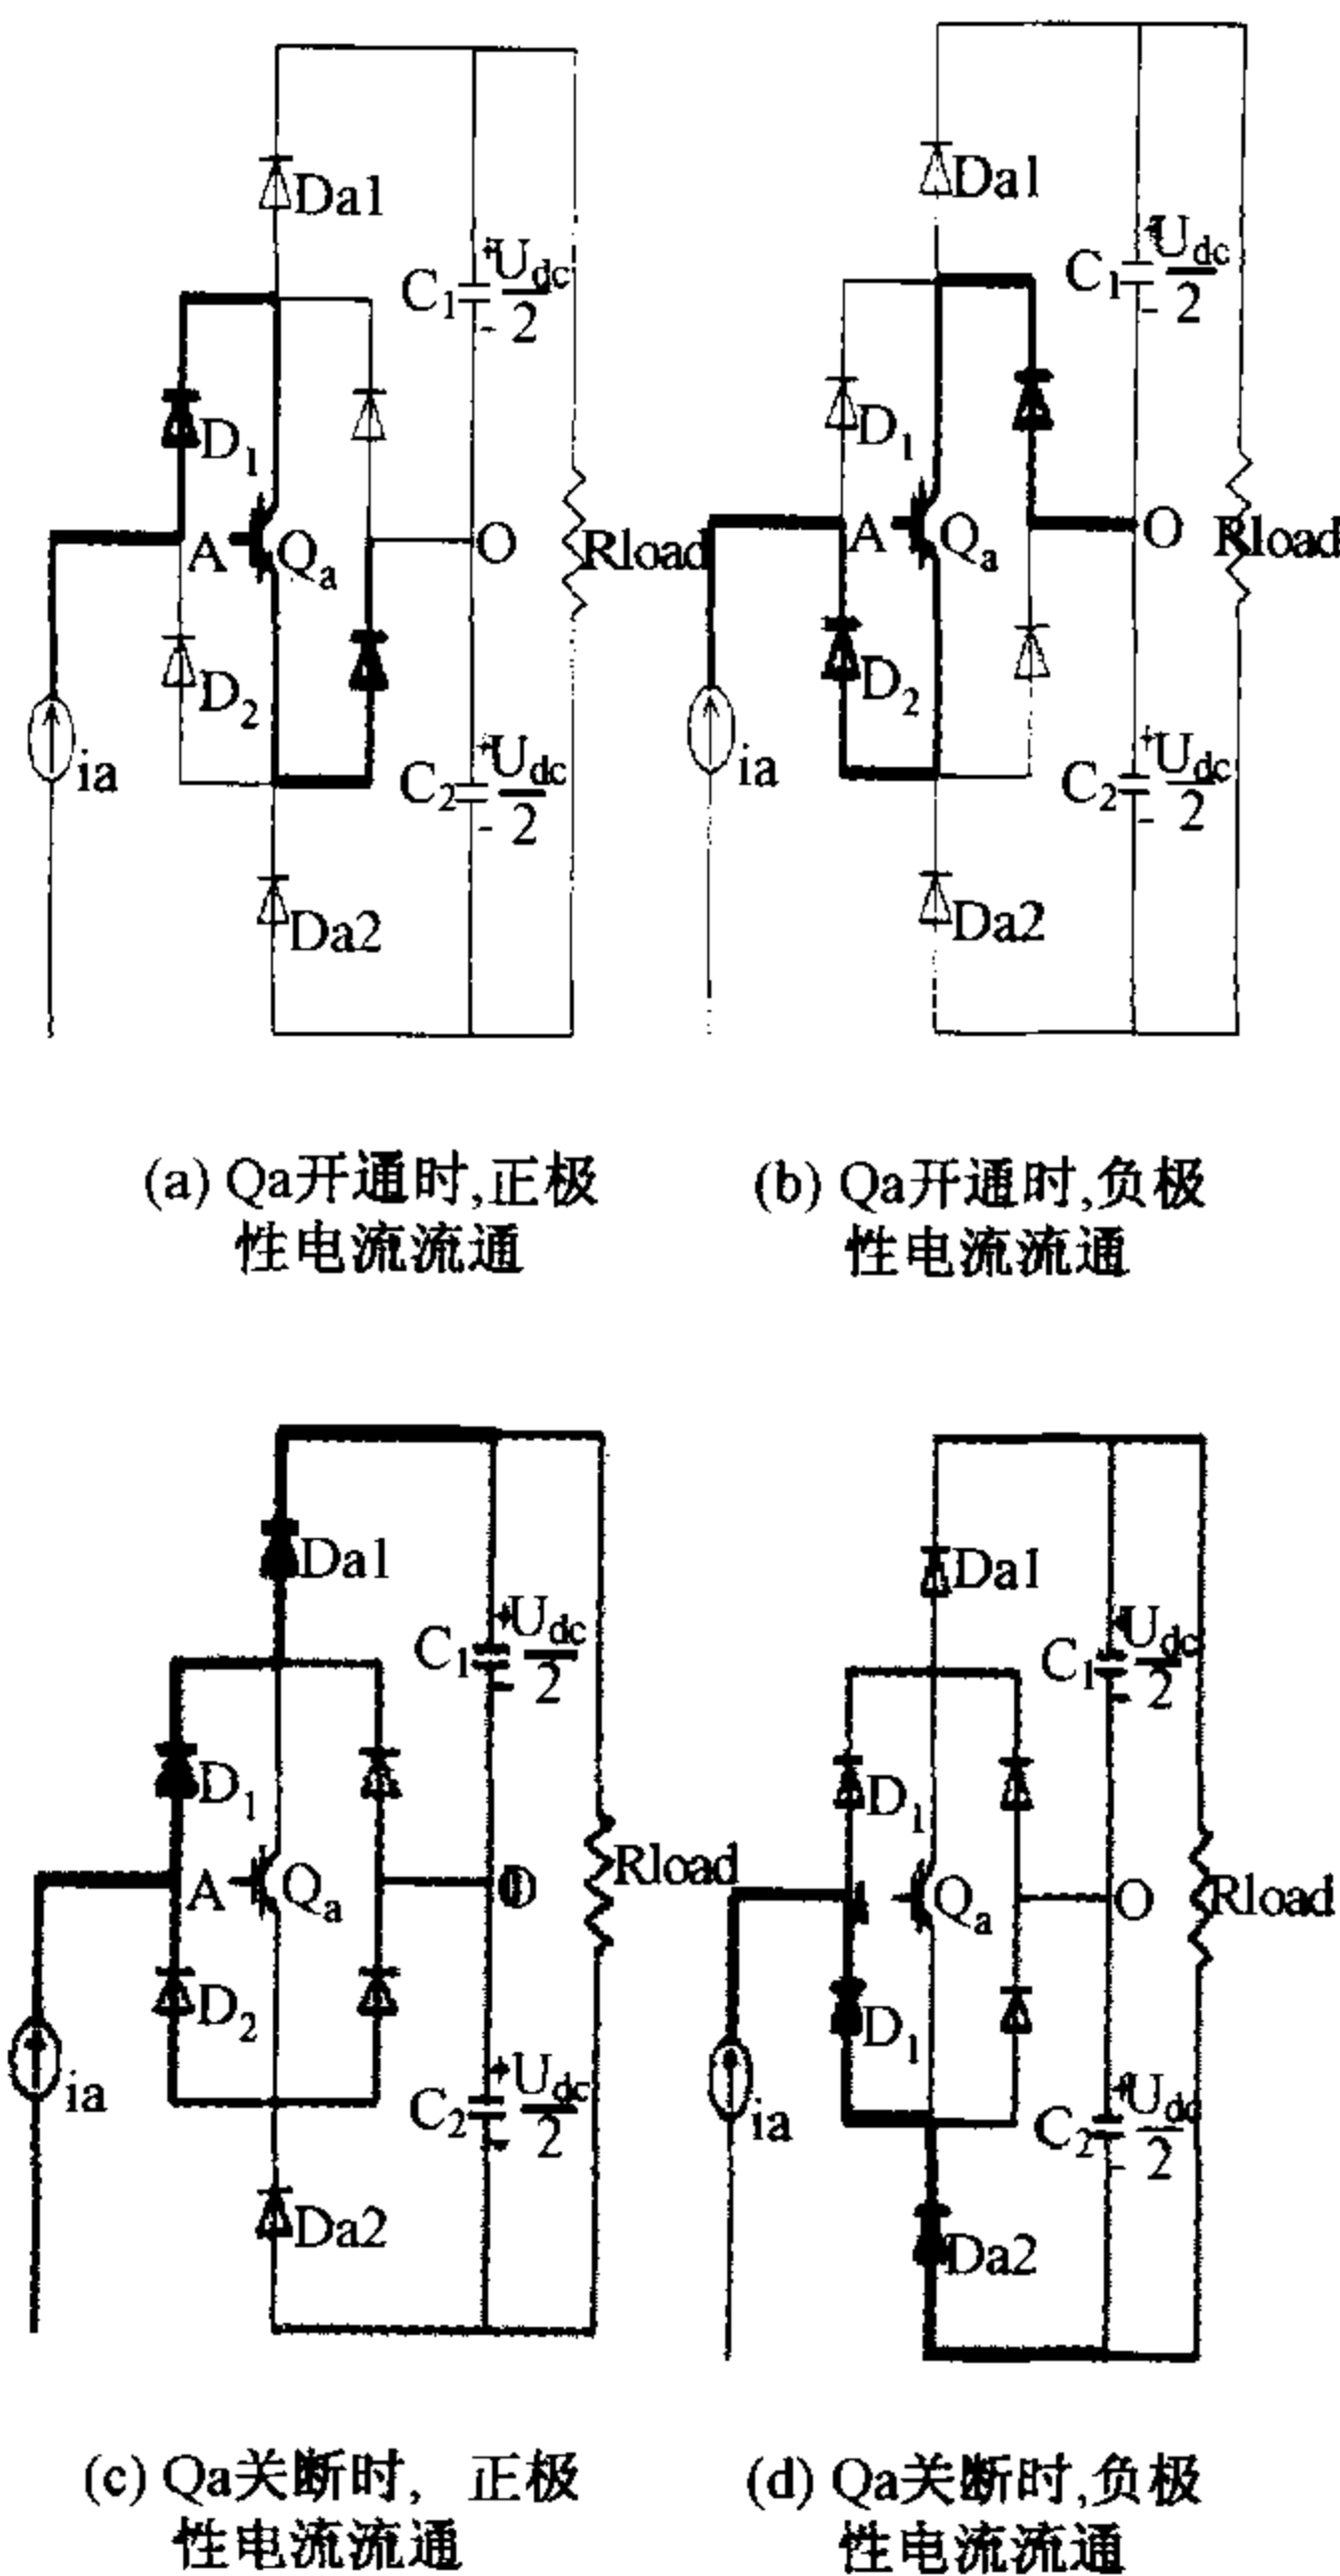 Da1
C1
+ Udc
- 2
D1
A
Qa
O
Rload
D2
ia
C2
+ Udc
- 2
Da2
(a) Qa开通时,正极
性电流流通
Da1
C1
+ Udc
- 2
D1
A
Qa
O
Rload
D2
ia
C2
+ Udc
- 2
Da2
(b) Qa开通时,负极
性电流流通
Da1
C1
+ Udc
- 2
D1
A
Qa
Rload
D2
ia
C2
+ Udc
- 2
Da2
(c) Qa关断时, 正极
性电流流通
Da1
C1
+ Udc
- 2
D1
Qa
O
Rload
D1
ia
C2
+ Udc
- 2
Da2
(d) Qa关断时,负极
性电流流通